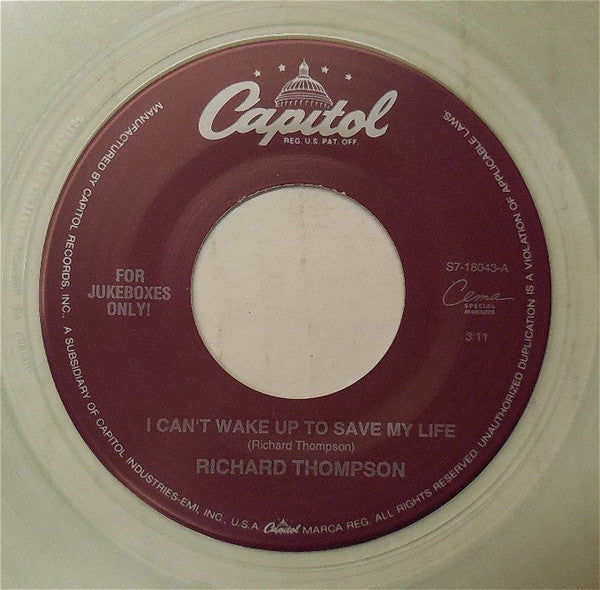 Capitol
REG. U.S. PAT. OFF.
FOR
JUKEBOXES
ONLY!
S7-18043-A
Cema
SPECIAL
MARKETS
3:11
I CAN'T WAKE UP TO SAVE MY LIFE
(Richard Thompson)
RICHARD THOMPSON
MANUFACTURED BY CAPITOL RECORDS, INC., A SUBSIDIARY OF CAPITOL INDUSTRIES-EMI, INC., U.S.A. Capitol MARCA REG. ALL RIGHTS RESERVED. UNAUTHORIZED DUPLICATION IS A VIOLATION OF APPLICABLE LAWS.